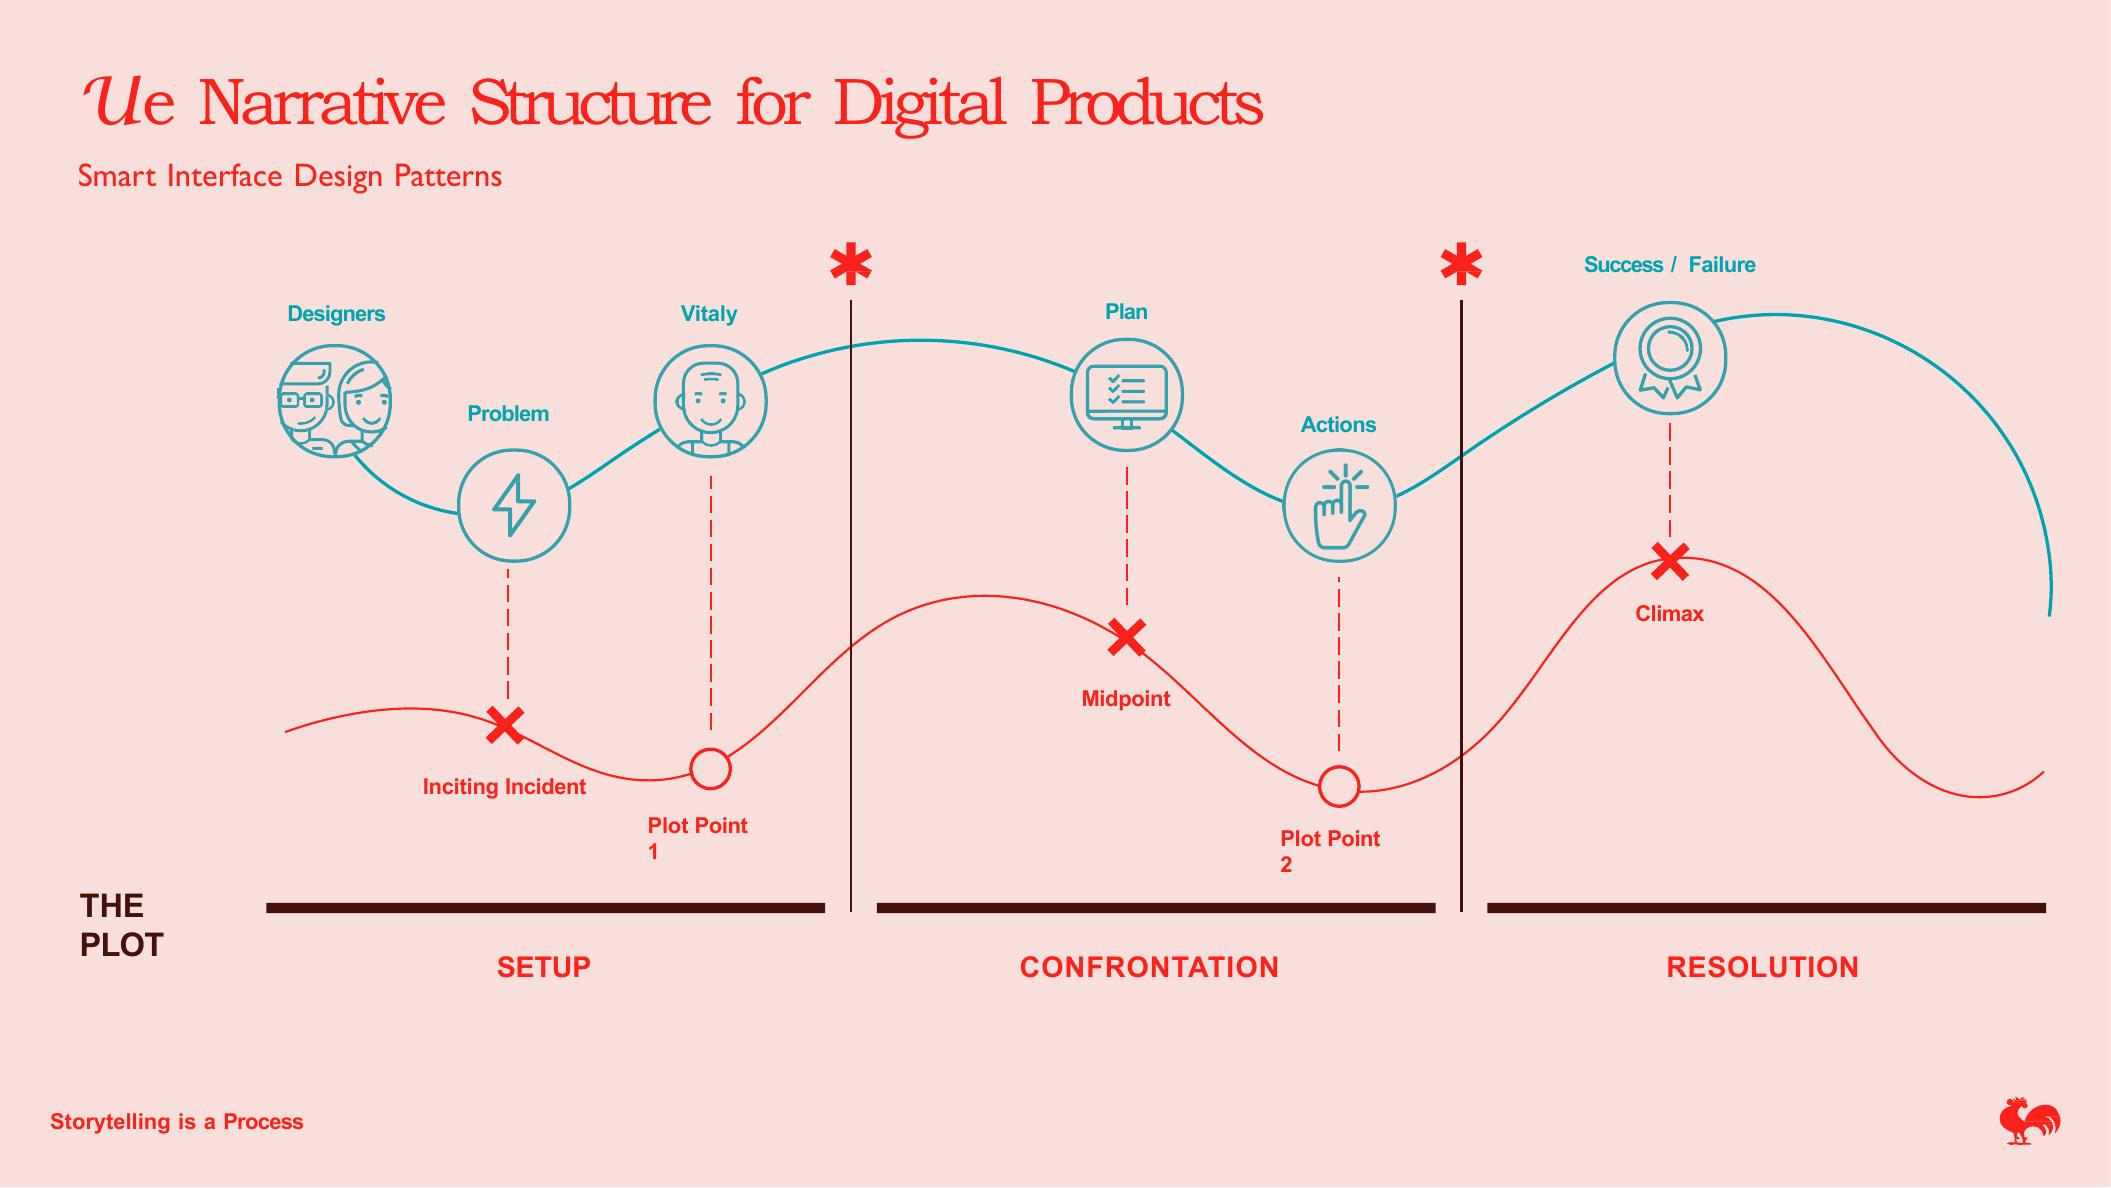 Ue Narrative Structure for Digital Products
Smart Interface Design Patterns
Success / Failure
Designers
Vitaly
Plan
Problem
Actions
Climax
Midpoint
Inciting Incident
Plot Point
1
Plot Point
2
THE
PLOT
SETUP
CONFRONTATION
RESOLUTION
Storytelling is a Process